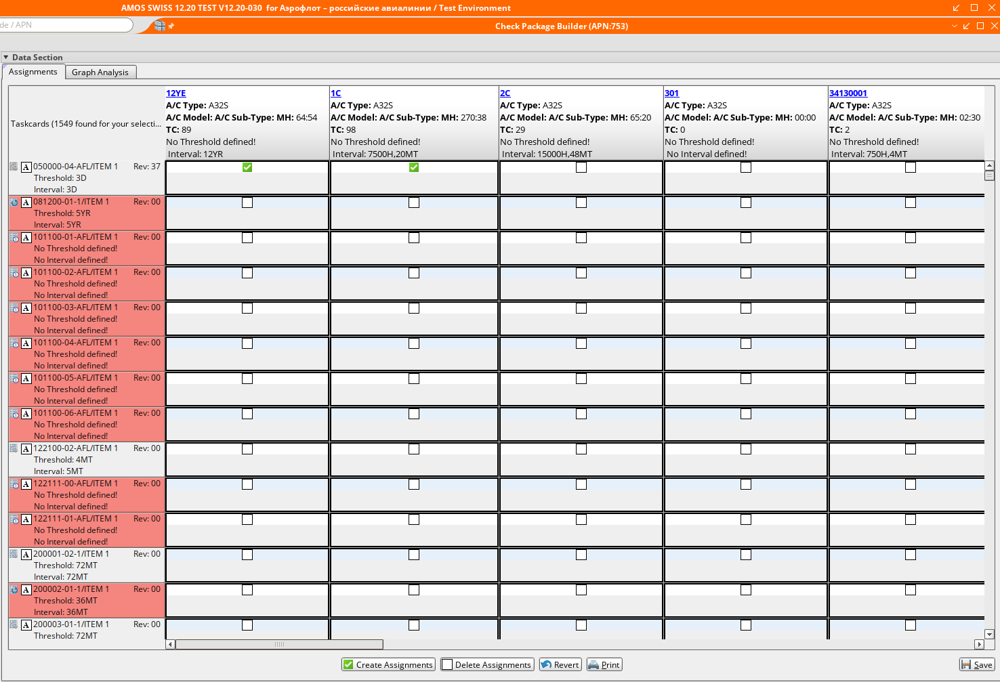 AMOS SWISS 12.20 TEST V12.20-030 for Аэрофлот – российские авиалинии / Test Environment
de / APN
Check Package Builder (APN:753)
Data Section
Assignments
Graph Analysis
Taskcards (1549 found for your selecti...
12YE
A/C Type: A32S
A/C Model: A/C Sub-Type: MH: 64:54
TC: 89
No Threshold defined!
Interval: 12YR
1C
A/C Type: A32S
A/C Model: A/C Sub-Type: MH: 270:38
TC: 98
No Threshold defined!
Interval: 7500H,20MT
2C
A/C Type: A32S
A/C Model: A/C Sub-Type: MH: 65:20
TC: 29
No Threshold defined!
Interval: 15000H,48MT
301
A/C Type: A32S
A/C Model: A/C Sub-Type: MH: 00:00
TC: 0
No Threshold defined!
No Interval defined!
34130001
A/C Type: A32S
A/C Model: A/C Sub-Type: MH: 02:30
TC: 2
No Threshold defined!
Interval: 750H,4MT
A 050000-04-AFL/ITEM 1 Rev: 37
Threshold: 3D
Interval: 3D
A 081200-01-1/ITEM 1 Rev: 00
Threshold: 5YR
Interval: 5YR
A 101100-01-AFL/ITEM 1 Rev: 00
No Threshold defined!
No Interval defined!
A 101100-02-AFL/ITEM 1 Rev: 00
No Threshold defined!
No Interval defined!
A 101100-03-AFL/ITEM 1 Rev: 00
No Threshold defined!
No Interval defined!
A 101100-04-AFL/ITEM 1 Rev: 00
No Threshold defined!
No Interval defined!
A 101100-05-AFL/ITEM 1 Rev: 00
No Threshold defined!
No Interval defined!
A 101100-06-AFL/ITEM 1 Rev: 00
No Threshold defined!
No Interval defined!
A 122100-02-AFL/ITEM 1 Rev: 00
Threshold: 4MT
Interval: 5MT
A 122111-00-AFL/ITEM 1 Rev: 00
No Threshold defined!
No Interval defined!
A 122111-01-AFL/ITEM 1 Rev: 00
No Threshold defined!
No Interval defined!
A 200001-02-1/ITEM 1 Rev: 00
Threshold: 72MT
Interval: 72MT
A 200002-01-1/ITEM 1 Rev: 00
Threshold: 36MT
Interval: 36MT
A 200003-01-1/ITEM 1 Rev: 00
Threshold: 72MT
Create Assignments
Delete Assignments
Revert
Print
Save